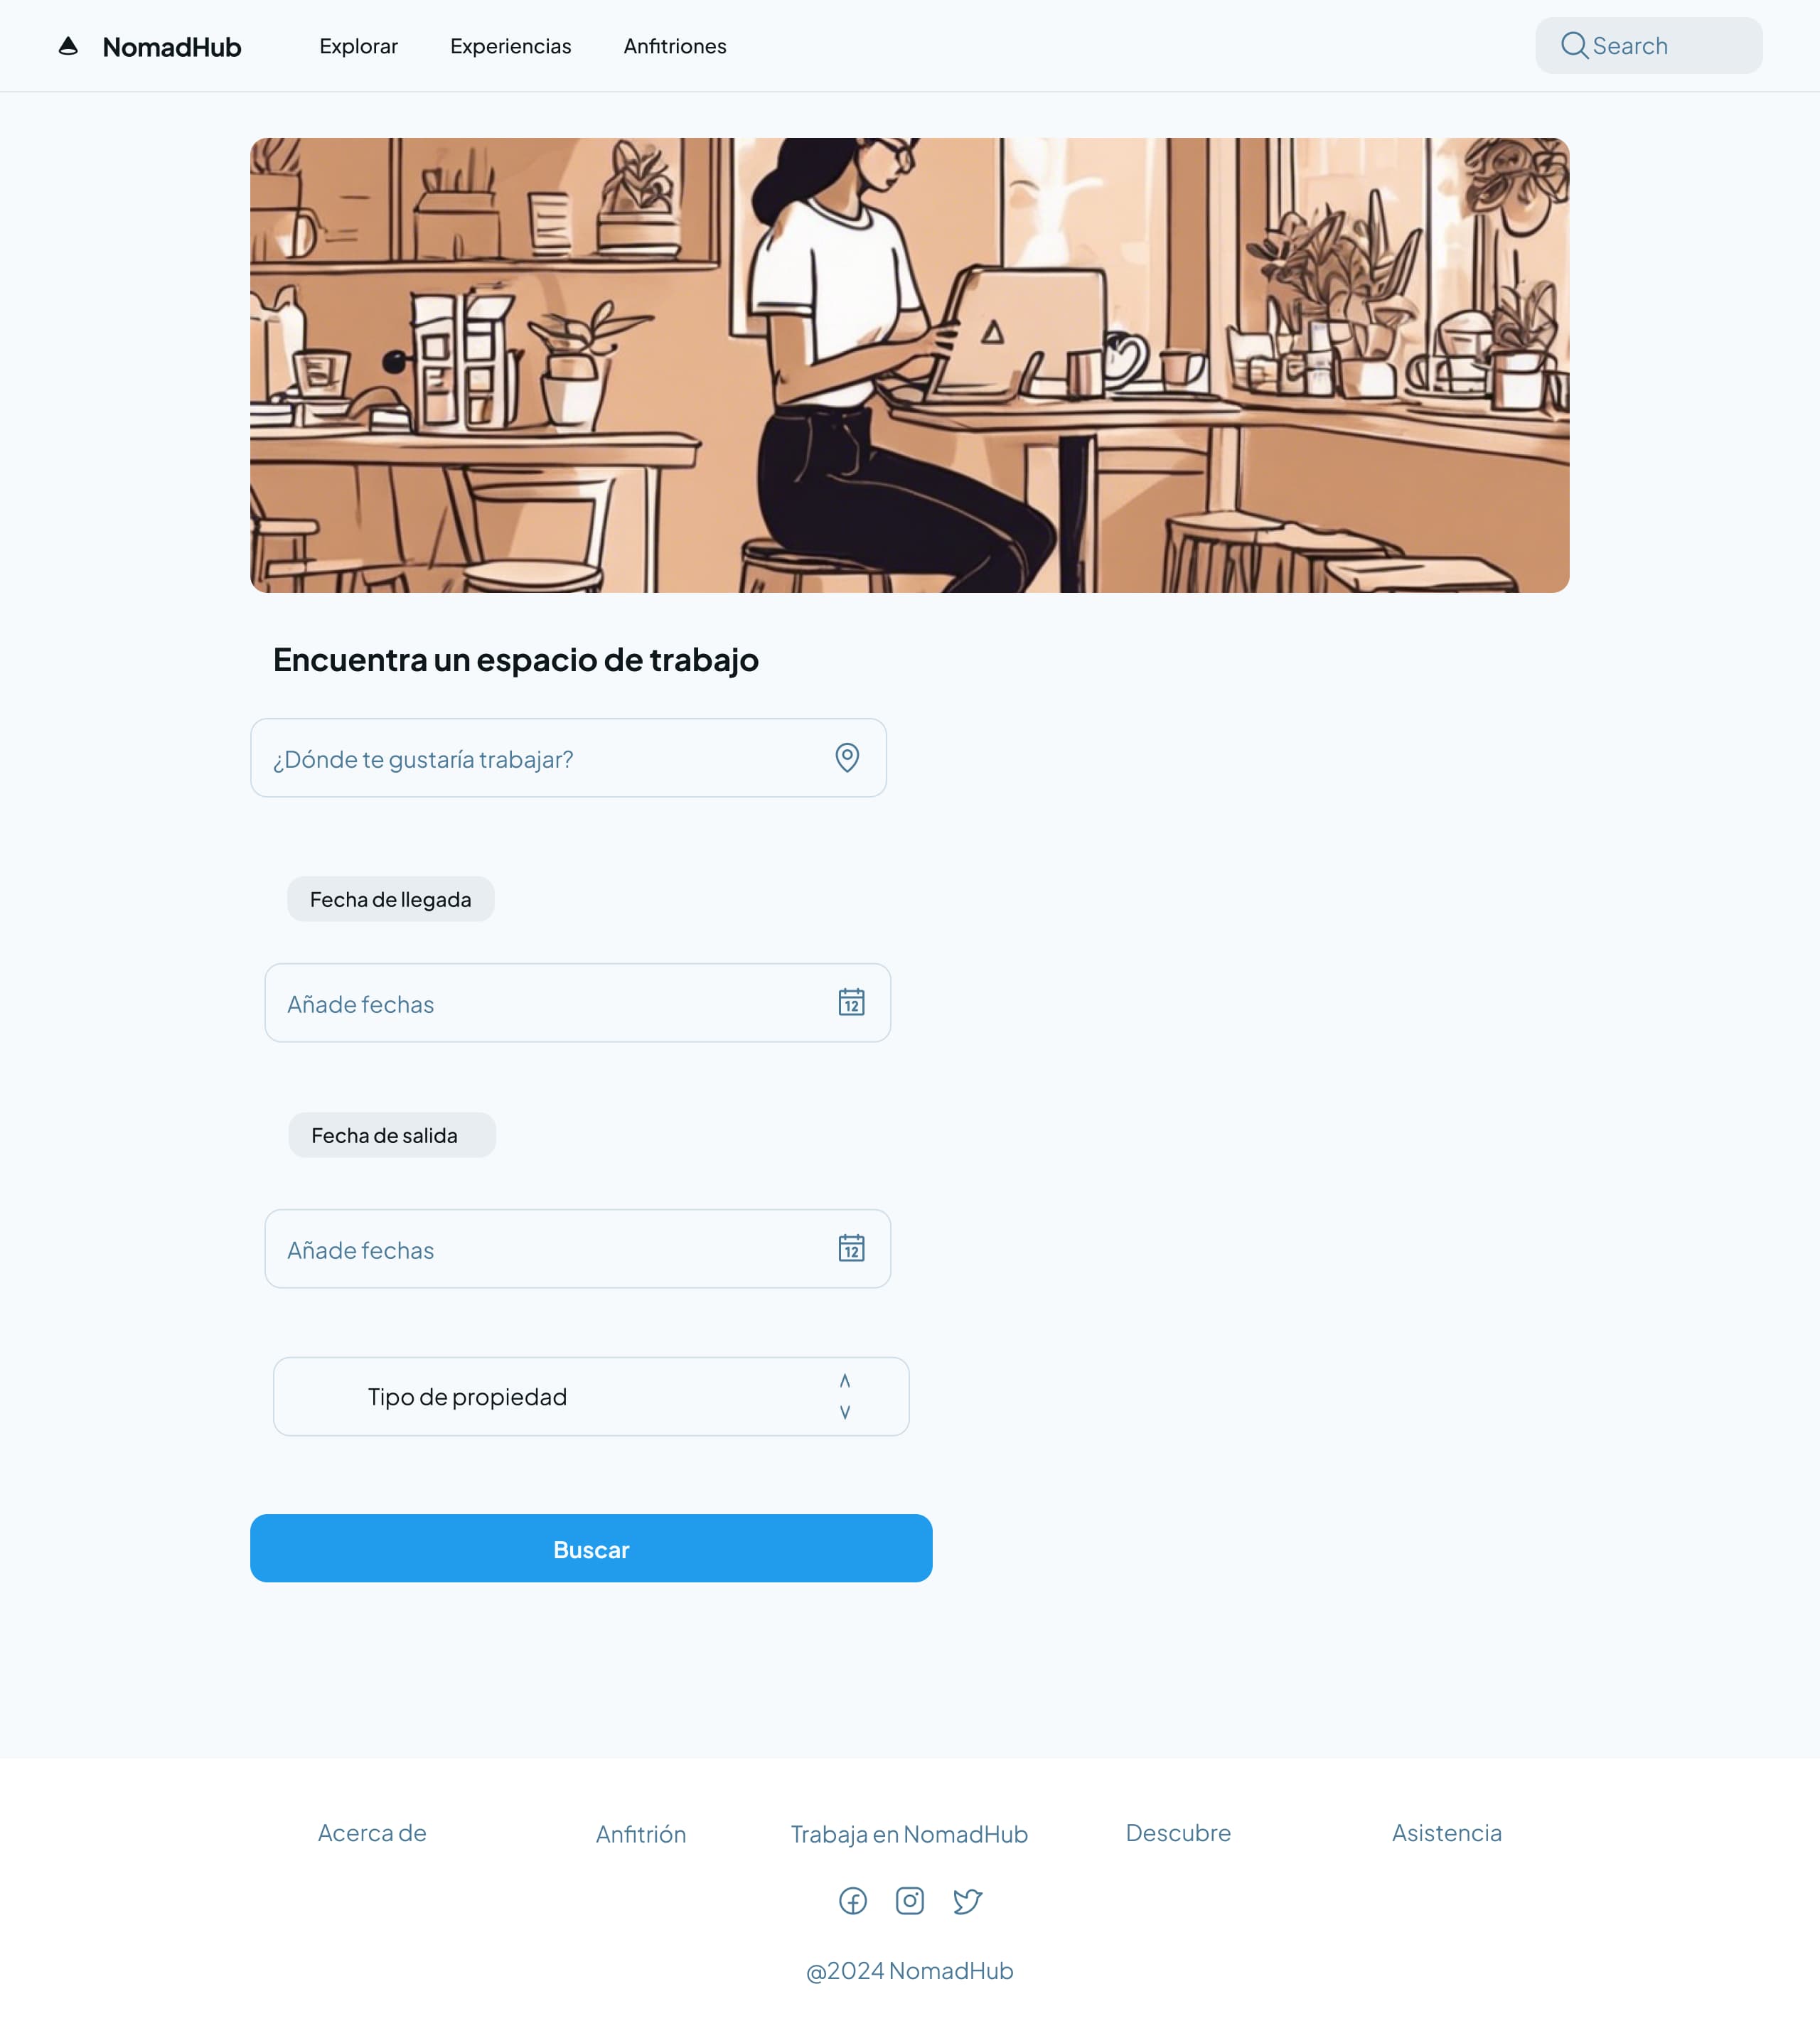 NomadHub
Explorar
Experiencias
Anfitriones
Search
Encuentra un espacio de trabajo
¿Dónde te gustaría trabajar?
Fecha de llegada
Añade fechas
12
Fecha de salida
Añade fechas
12
Tipo de propiedad
Buscar
Acerca de
Anfitrión
Trabaja en NomadHub
Descubre
Asistencia
@2024 NomadHub